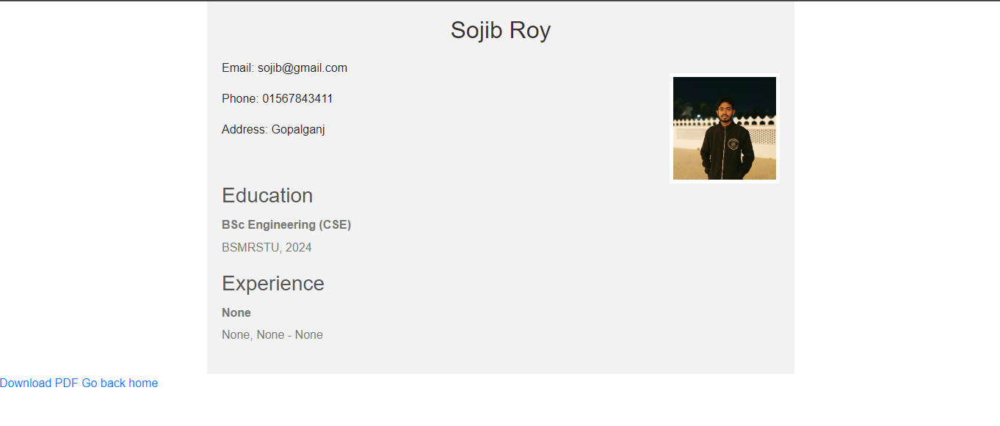 Sojib Roy
Email: sojib@gmail.com
Phone: 01567843411
Address: Gopalganj
Education
BSc Engineering (CSE)
BSMRSTU, 2024
Experience
None
None, None - None
Download PDF Go back home